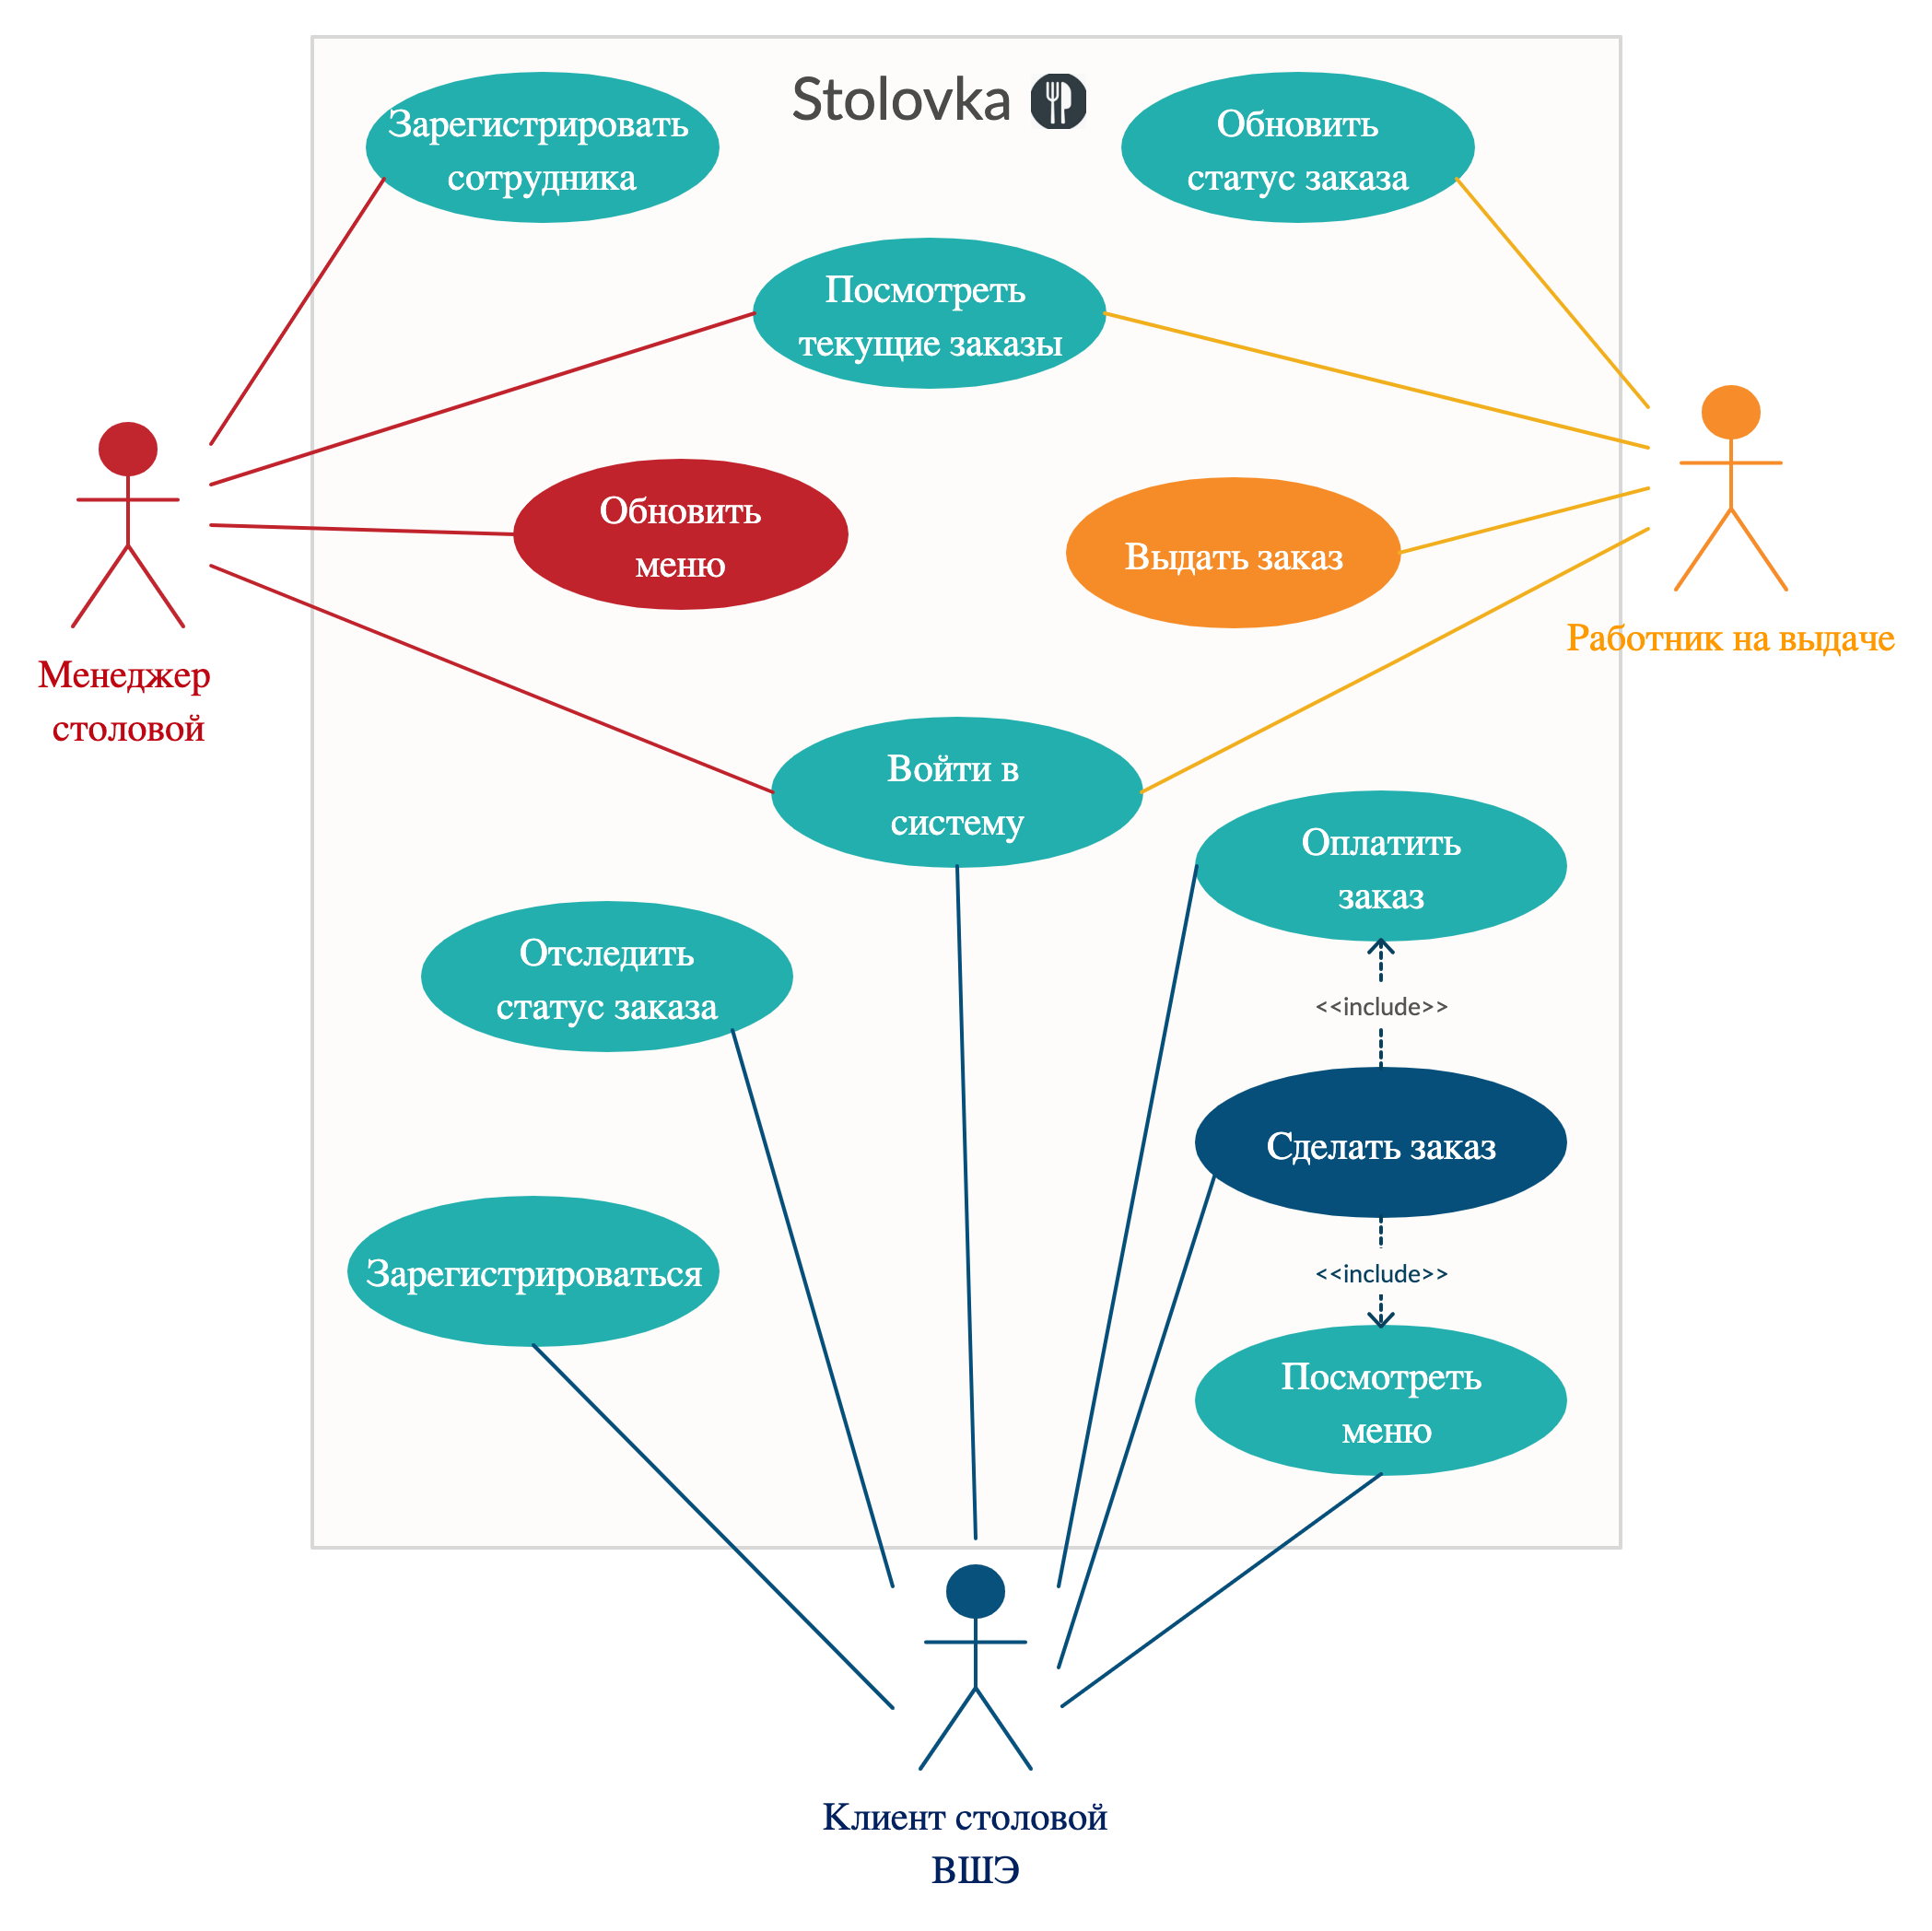 Stolovka
Зарегистрировать
сотрудника
Обновить
статус заказа
Посмотреть
текущие заказы
Обновить
меню
Выдать заказ
Менеджер
столовой
Работник на выдаче
Войти в
систему
Оплатить
заказ
Отследить
статус заказа
<<include>>
Сделать заказ
Зарегистрироваться
<<include>>
Посмотреть
меню
Клиент столовой
ВШЭ